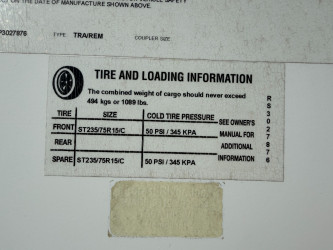 ON THE DATE OF MANUFACTURE SHOWN ABOVE.
TYPE TRA/REM COUPLER SIZE
TIRE AND LOADING INFORMATION
The combined weight of cargo should never exceed
494 kgs or 1089 lbs.
TIRE SIZE COLD TIRE PRESSURE SEE OWNER'S
FRONT ST235/75R15/C 50 PSI / 345 KPA MANUAL FOR
REAR ADDITIONAL
SPARE ST235/75R15/C 50 PSI / 345 KPA INFORMATION